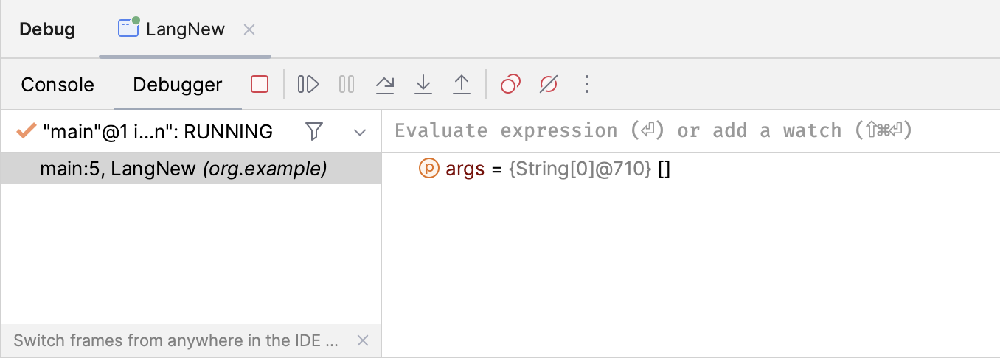 Debug LangNew
Console Debugger
"main"@1 i...n": RUNNING
Evaluate expression (⏎) or add a watch (⇧⌘⏎)
main:5, LangNew (org.example)
p args = {String[0]@710} []
Switch frames from anywhere in the IDE ...